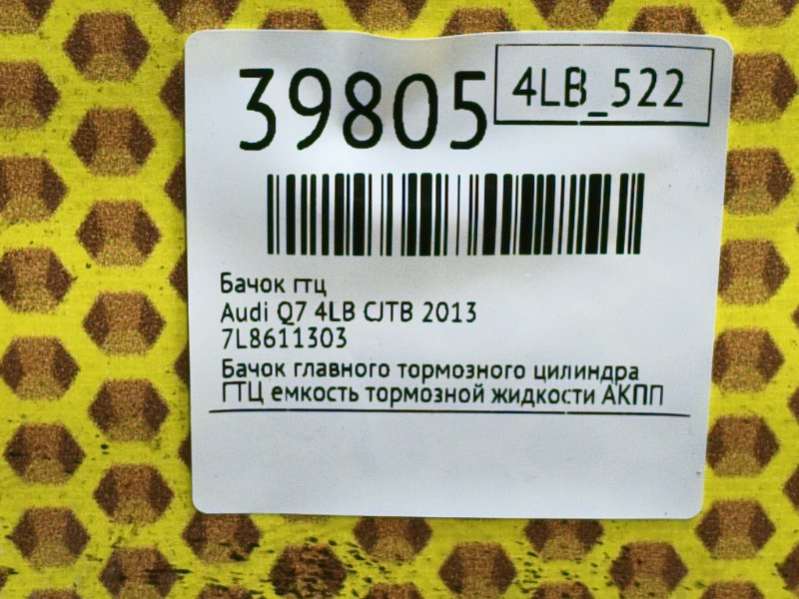 39805
4LB_522
Бачок гтц
Audi Q7 4LB CJTB 2013
7L8611303
Бачок главного тормозного цилиндра
ГТЦ емкость тормозной жидкости АКПП